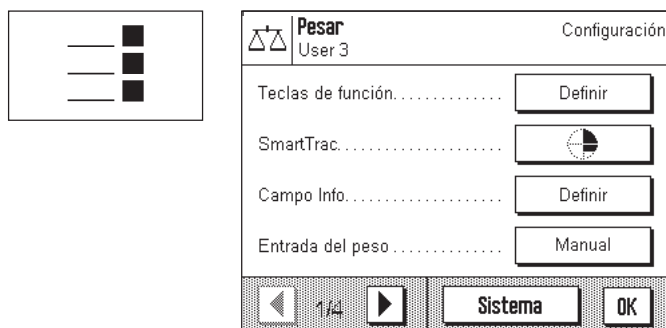 Pesar
User 3
Configuración
Teclas de función.............. Definir
SmartTrac.....................
Campo Info.................... Definir
Entrada del peso.............. Manual
1/4
Sistema
OK